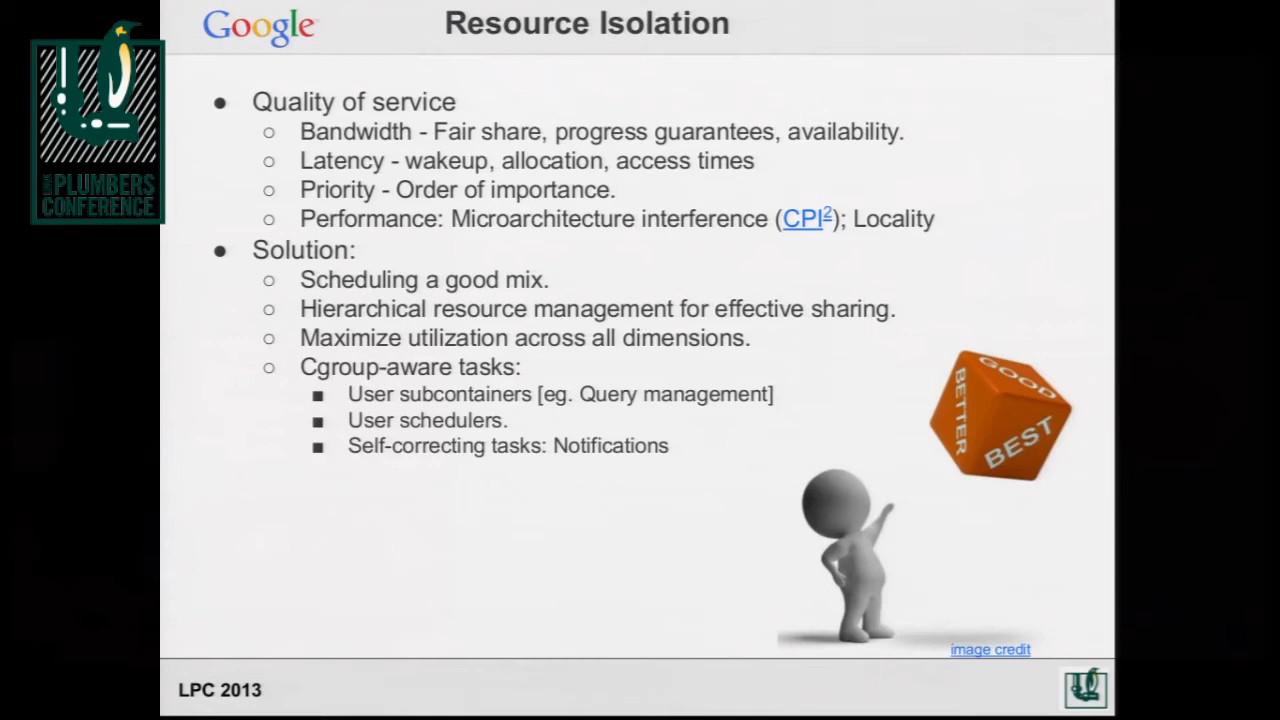 Google
Resource Isolation
LINUX
PLUMBERS
CONFERENCE
● Quality of service
○ Bandwidth - Fair share, progress guarantees, availability.
○ Latency - wakeup, allocation, access times
○ Priority - Order of importance.
○ Performance: Microarchitecture interference (CPI²); Locality
● Solution:
○ Scheduling a good mix.
○ Hierarchical resource management for effective sharing.
○ Maximize utilization across all dimensions.
○ Cgroup-aware tasks:
■ User subcontainers [eg. Query management]
■ User schedulers.
■ Self-correcting tasks: Notifications
GOOD
BETTER
BEST
image credit
LPC 2013